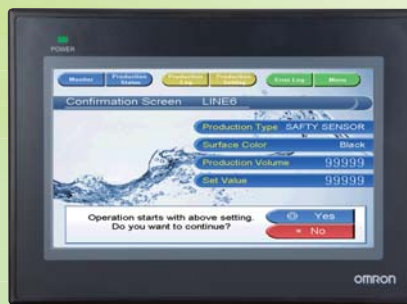 POWER
Monitor Production Status Production Log Production Setting Error Log Menu
Confirmation Screen LINE6
Production Type SAFTY SENSOR
Surface Color Black
Production Volume 99999
Set Value 99999
Operation starts with above setting. Yes
Do you want to continue? No
OMRON